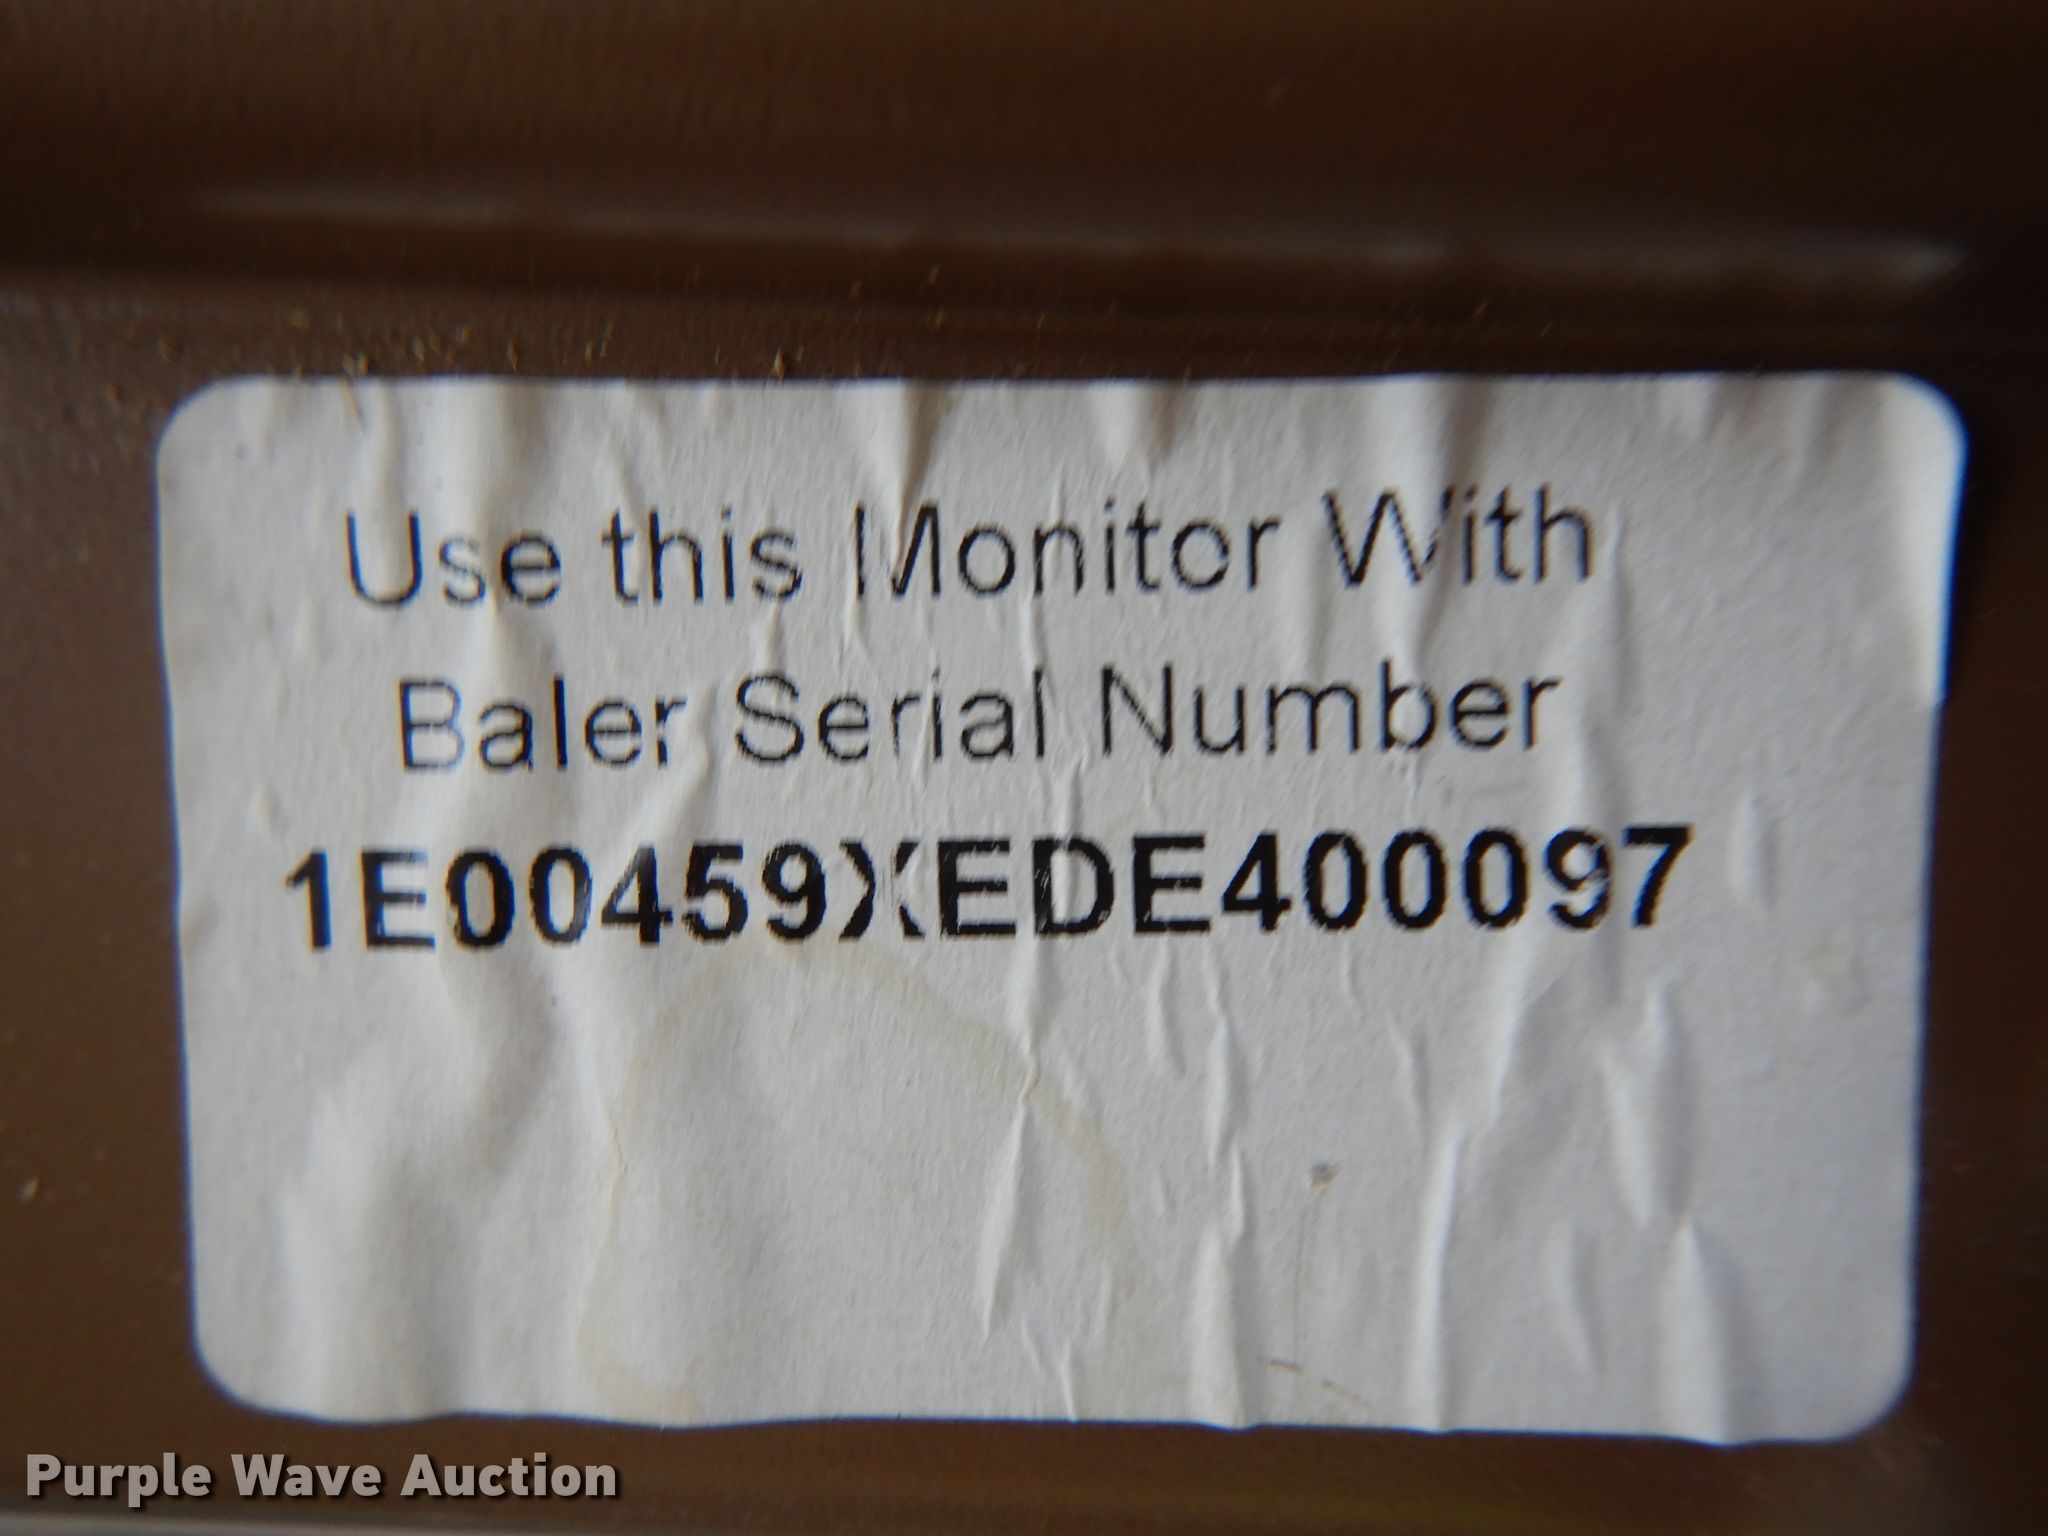 Use this Monitor With
Baler Serial Number
1E00459XEDE400097
Purple Wave Auction